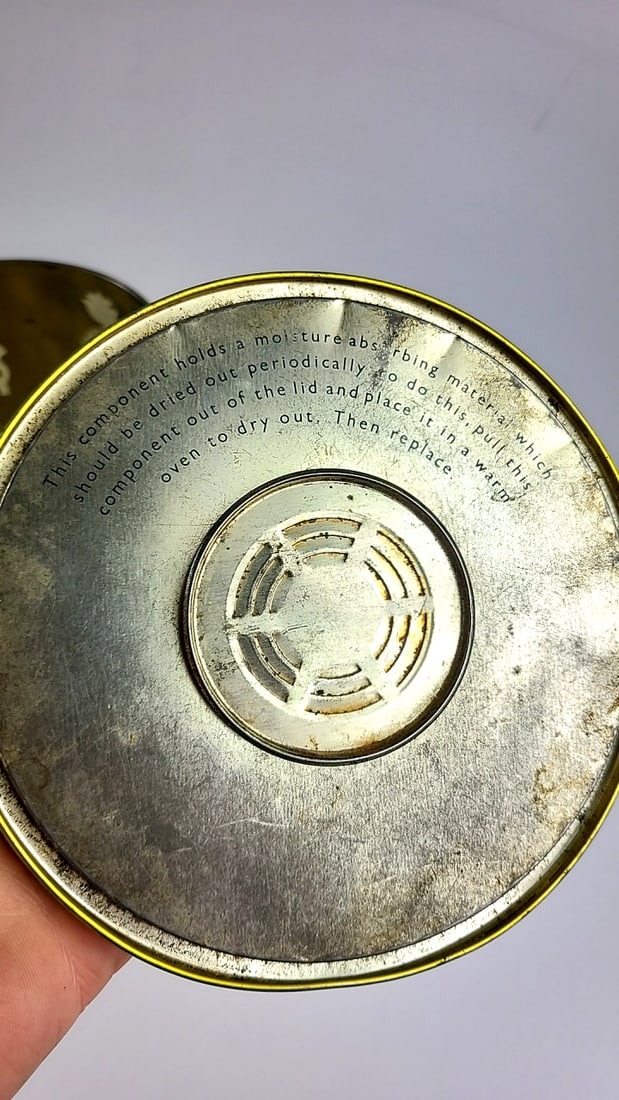 This component holds a moisture absorbing material which
should be dried out periodically. To do this, pull this
component out of the lid and place it in a warm
oven to dry out. Then replace.